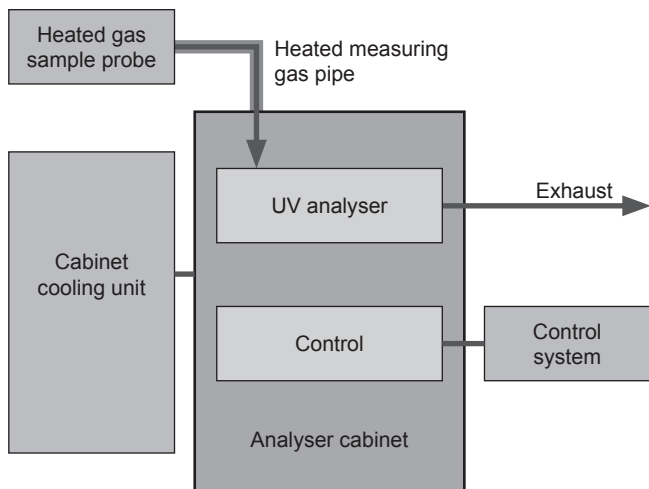 Heated gas
sample probe
Heated measuring
gas pipe
UV analyser
Exhaust
Cabinet
cooling unit
Control
Control
system
Analyser cabinet